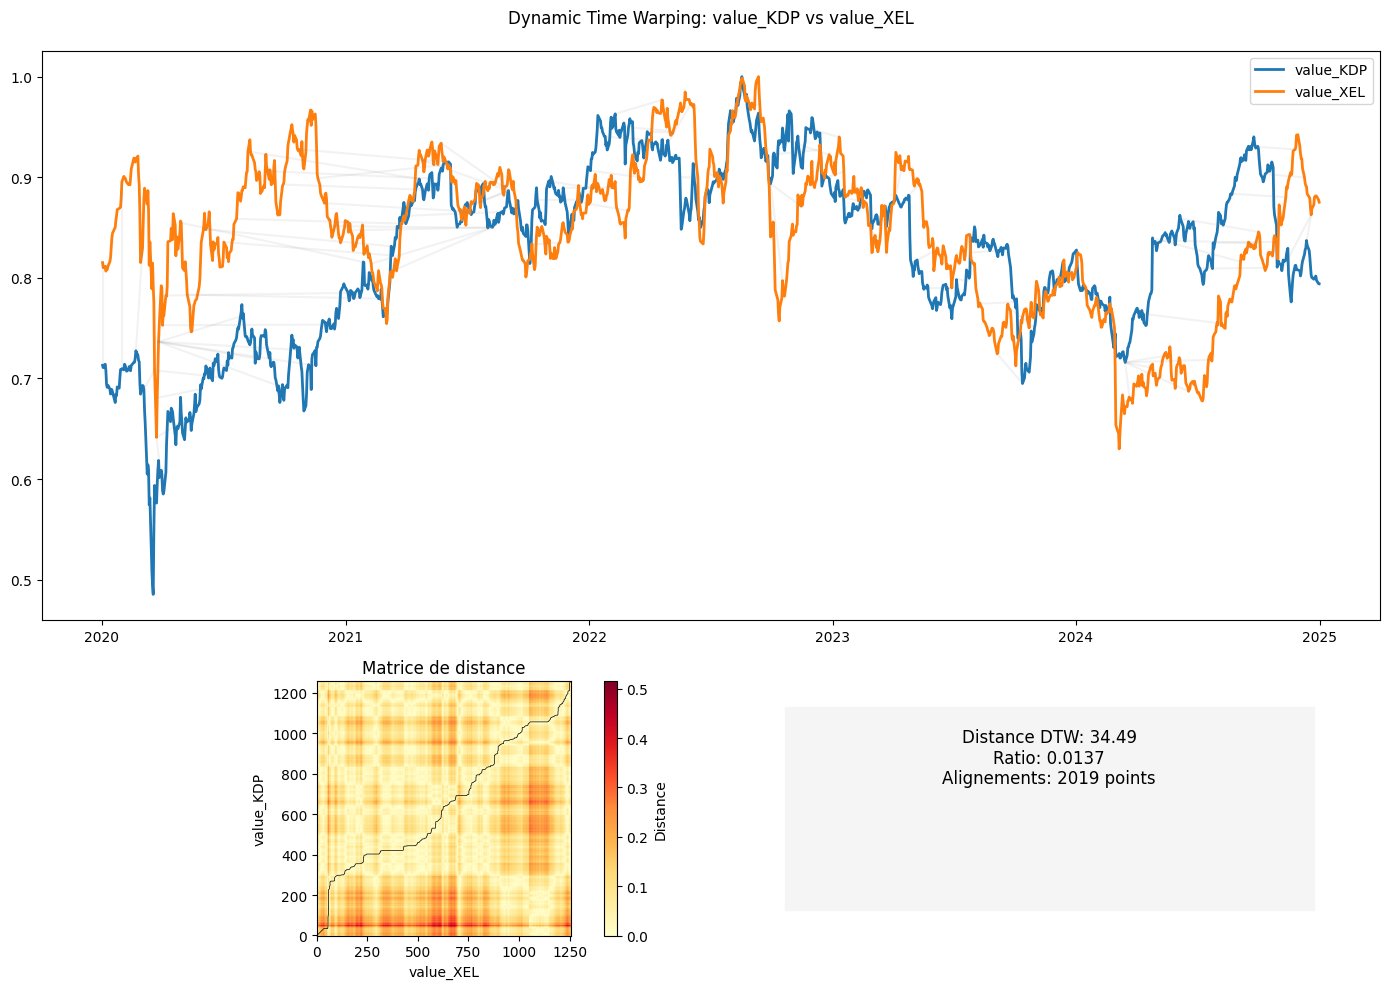 Dynamic Time Warping: value_KDP vs value_XEL
value_KDP
value_XEL
1.0
0.9
0.8
0.7
0.6
0.5
2020 2021 2022 2023 2024 2025
Matrice de distance
value_KDP
1200
1000
800
600
400
200
0
0 250 500 750 1000 1250
value_XEL
0.5
0.4
0.3
0.2
0.1
0.0
Distance
Distance DTW: 34.49
Ratio: 0.0137
Alignements: 2019 points